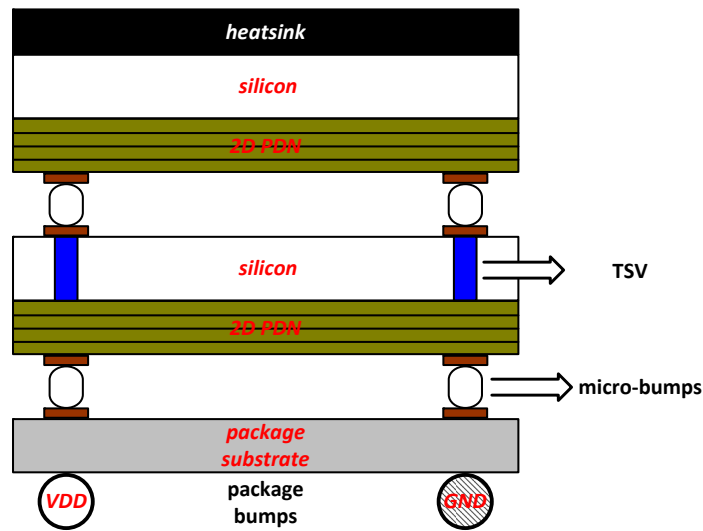 heatsink
silicon
2D PDN
silicon
TSV
2D PDN
micro-bumps
package
substrate
VDD
package
bumps
GND